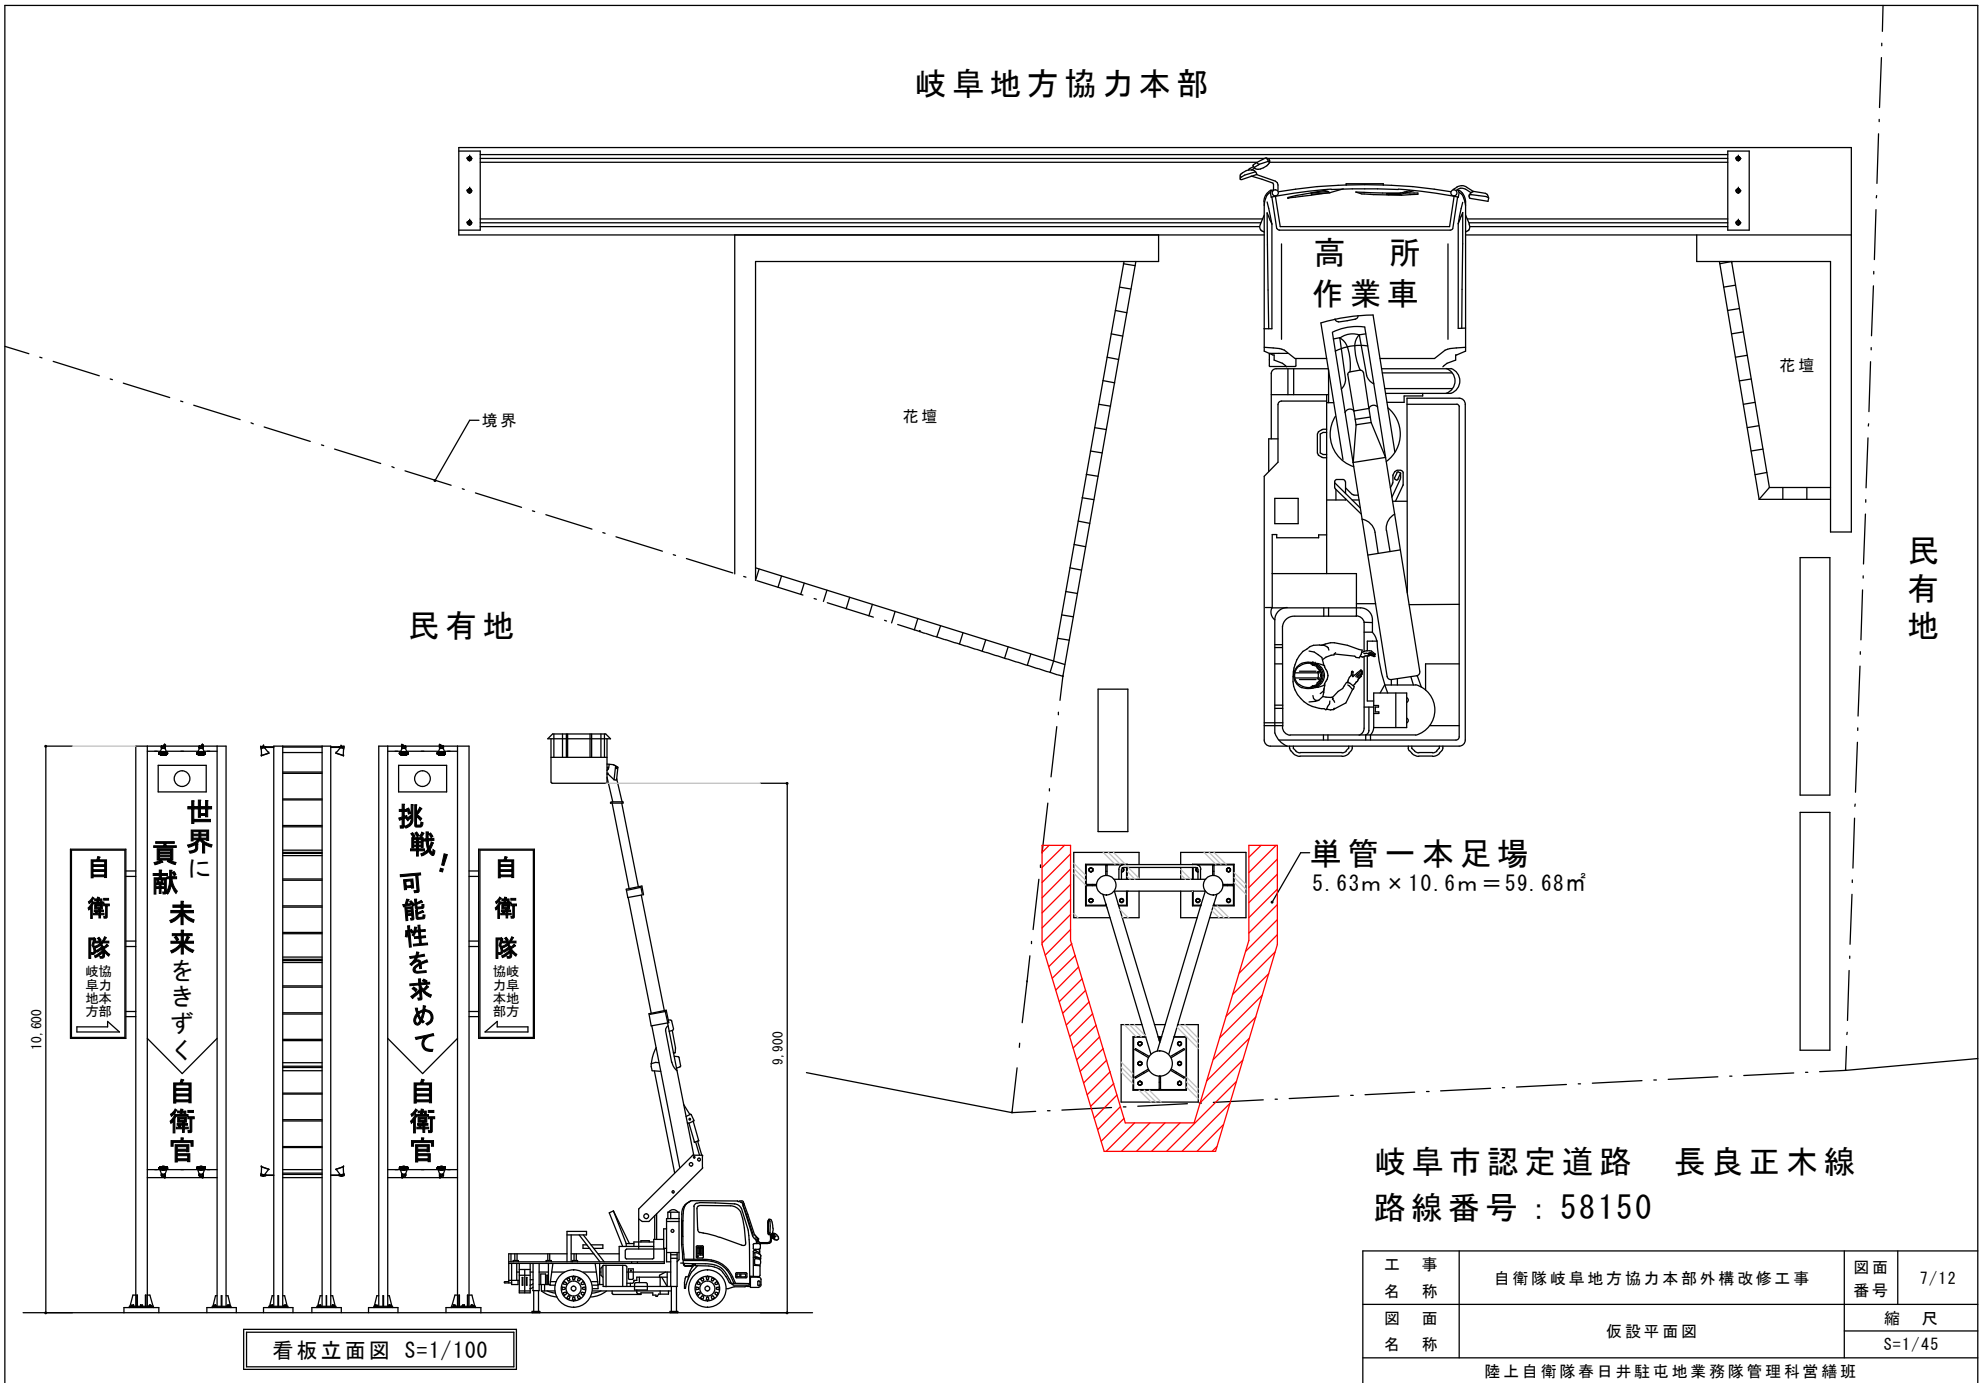 岐阜地方協力本部
高 所
作業車
花壇
花壇
境界
民有地
民有地
単管一本足場
5.63m×10.6m=59.68㎡
10,600
9,900
世界に
貢献
未来をきずく
自衛官
自衛隊
岐阜地方
協力本部
挑戦!
可能性を求めて
自衛官
自衛隊
岐阜地方
協力本部
看板立面図 S=1/100
岐阜市認定道路 長良正木線
路線番号：58150
工事名称
自衛隊岐阜地方協力本部外構改修工事
図面番号
7/12
図面名称
仮設平面図
縮 尺
S=1/45
陸上自衛隊春日井駐屯地業務隊管理科営繕班